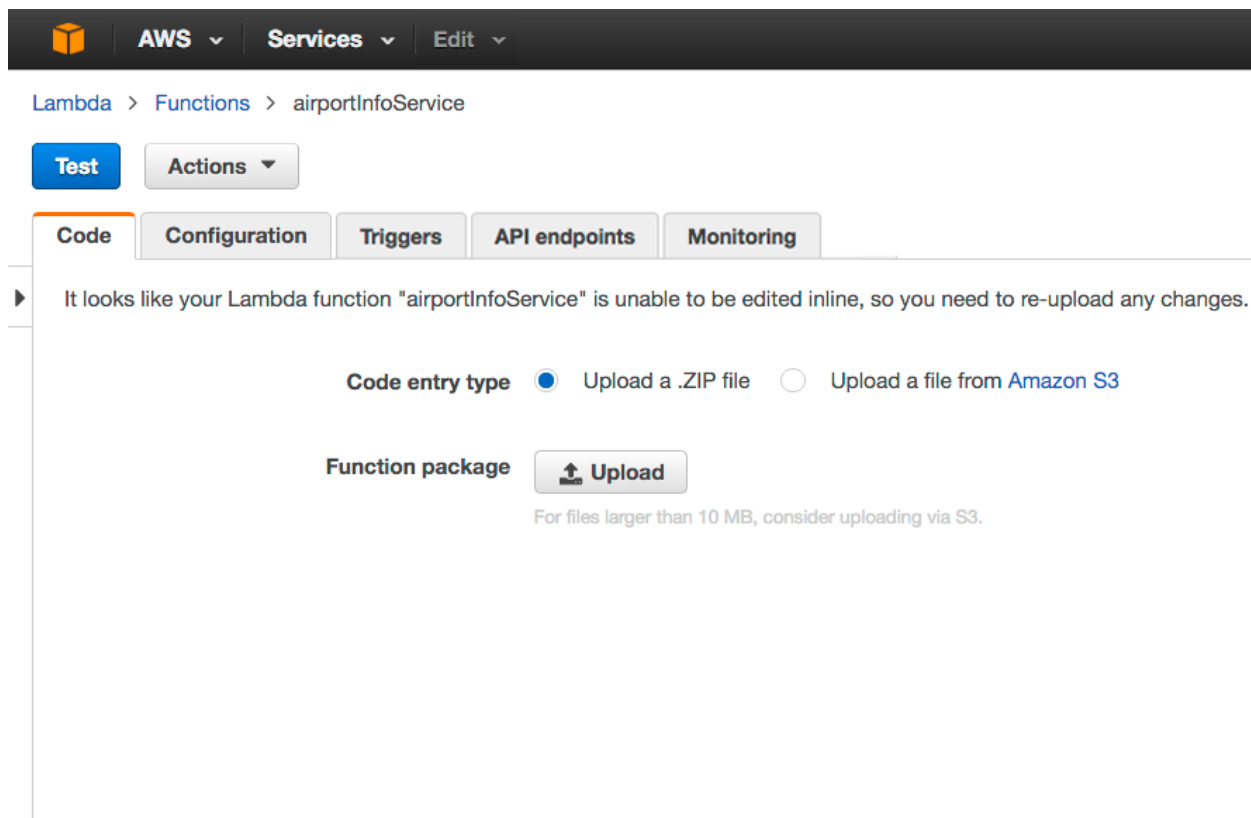 AWS Services Edit
Lambda > Functions > airportInfoService
Test Actions
Code Configuration Triggers API endpoints Monitoring
It looks like your Lambda function "airportInfoService" is unable to be edited inline, so you need to re-upload any changes.
Code entry type Upload a .ZIP file Upload a file from Amazon S3
Function package Upload
For files larger than 10 MB, consider uploading via S3.